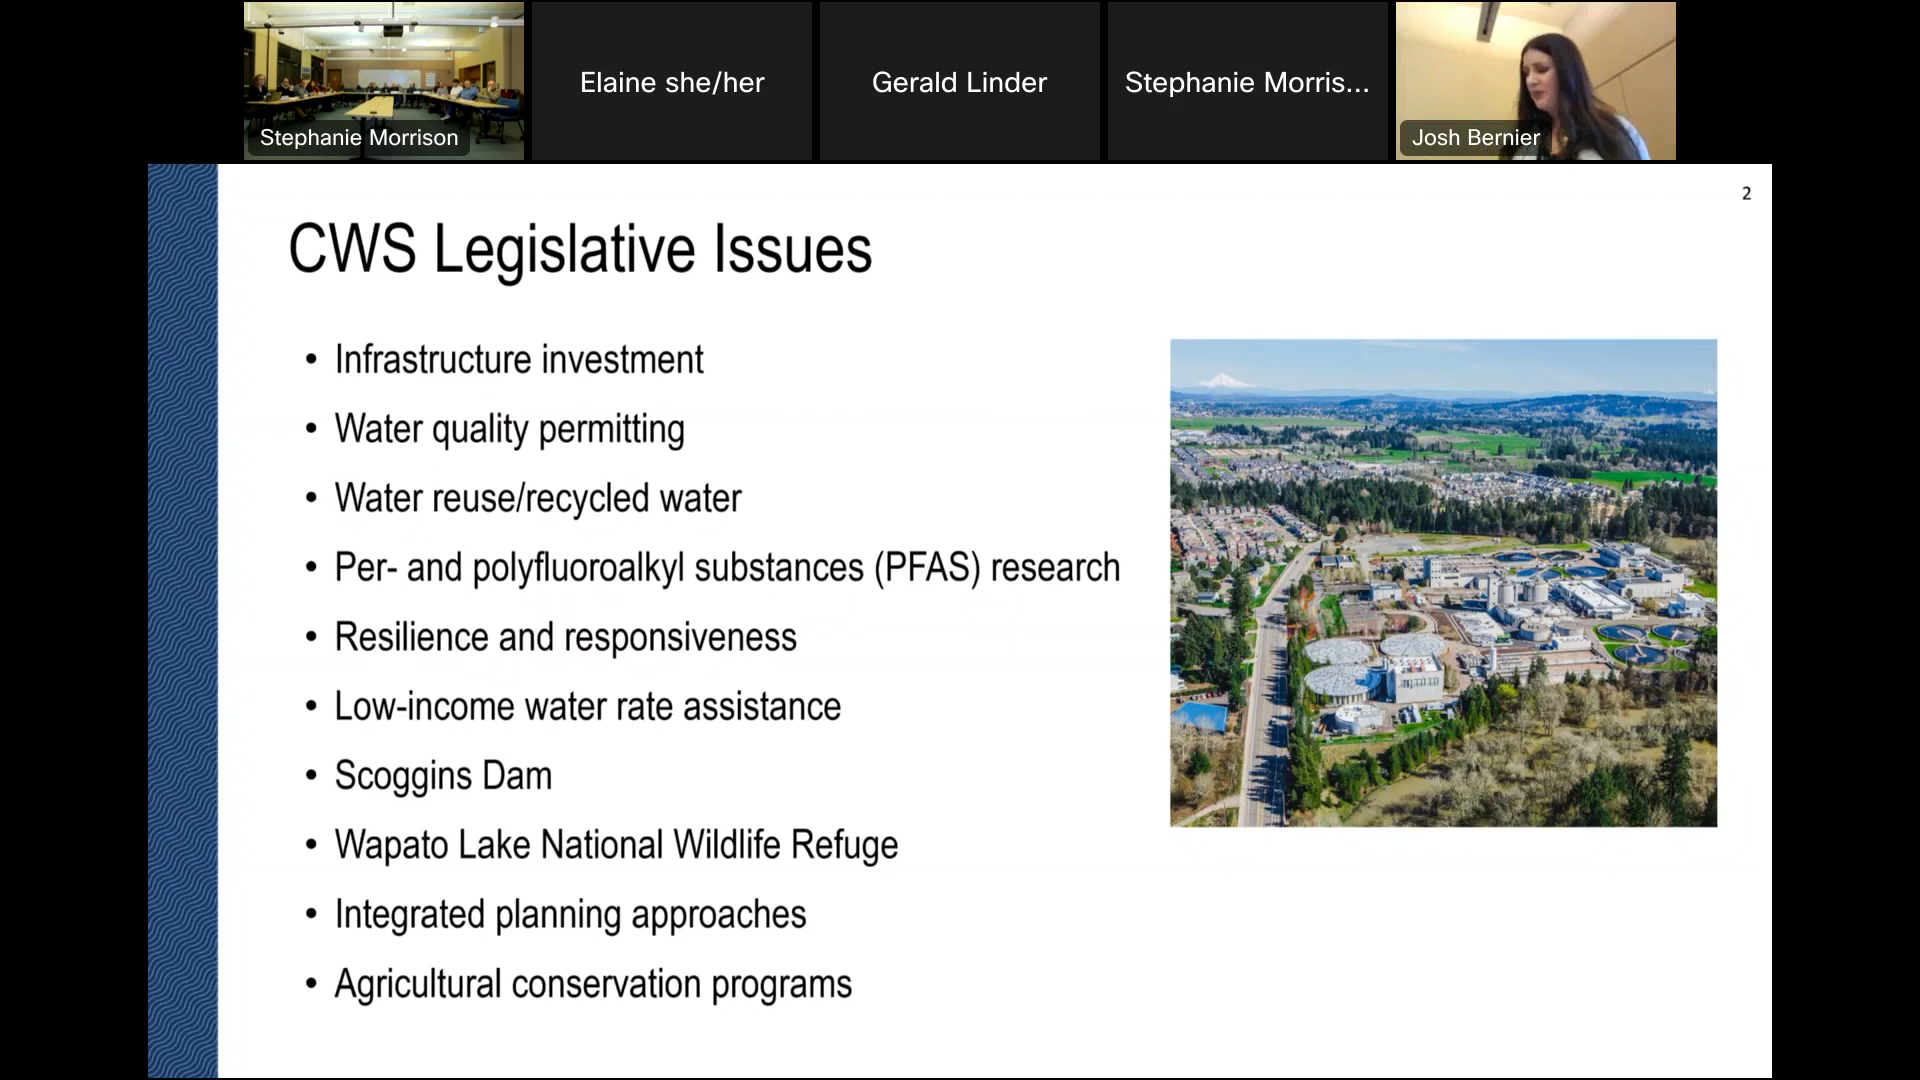 Stephanie Morrison
Elaine she/her
Gerald Linder
Stephanie Morris...
Josh Bernier
2
CWS Legislative Issues
• Infrastructure investment
• Water quality permitting
• Water reuse/recycled water
• Per- and polyfluoroalkyl substances (PFAS) research
• Resilience and responsiveness
• Low-income water rate assistance
• Scoggins Dam
• Wapato Lake National Wildlife Refuge
• Integrated planning approaches
• Agricultural conservation programs